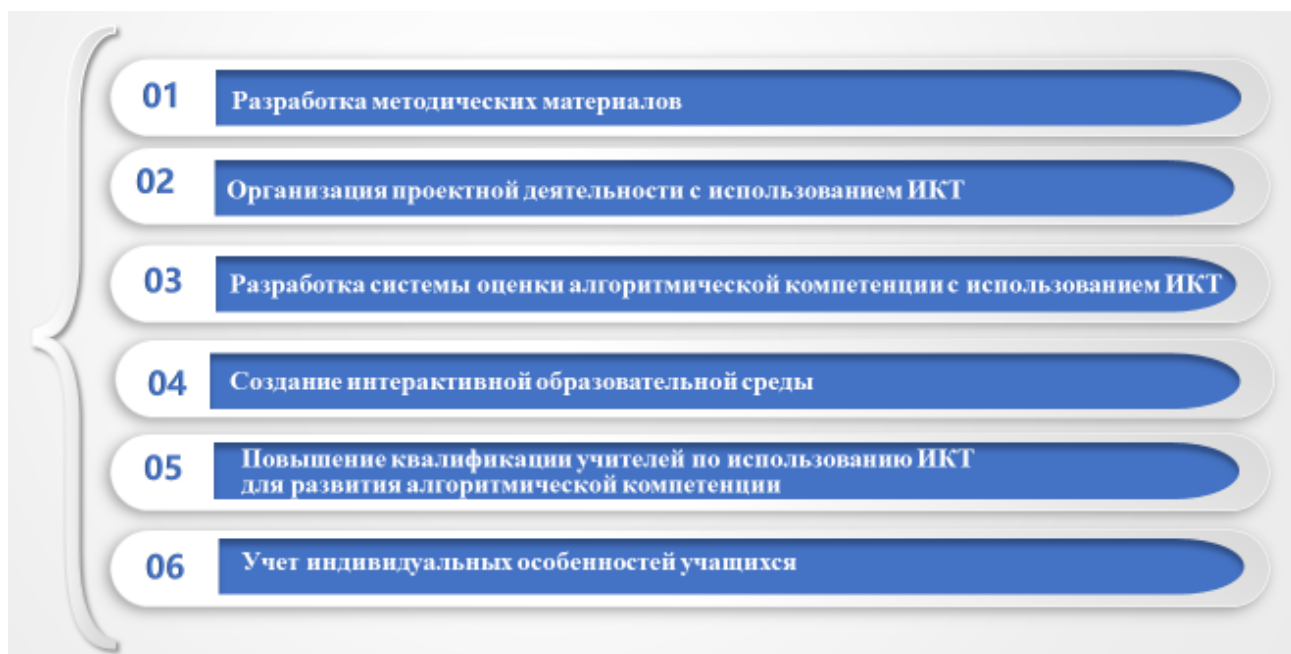 01 Разработка методических материалов
02 Организация проектной деятельности с использованием ИКТ
03 Разработка системы оценки алгоритмической компетенции с использованием ИКТ
04 Создание интерактивной образовательной среды
05 Повышение квалификации учителей по использованию ИКТ
для развития алгоритмической компетенции
06 Учет индивидуальных особенностей учащихся